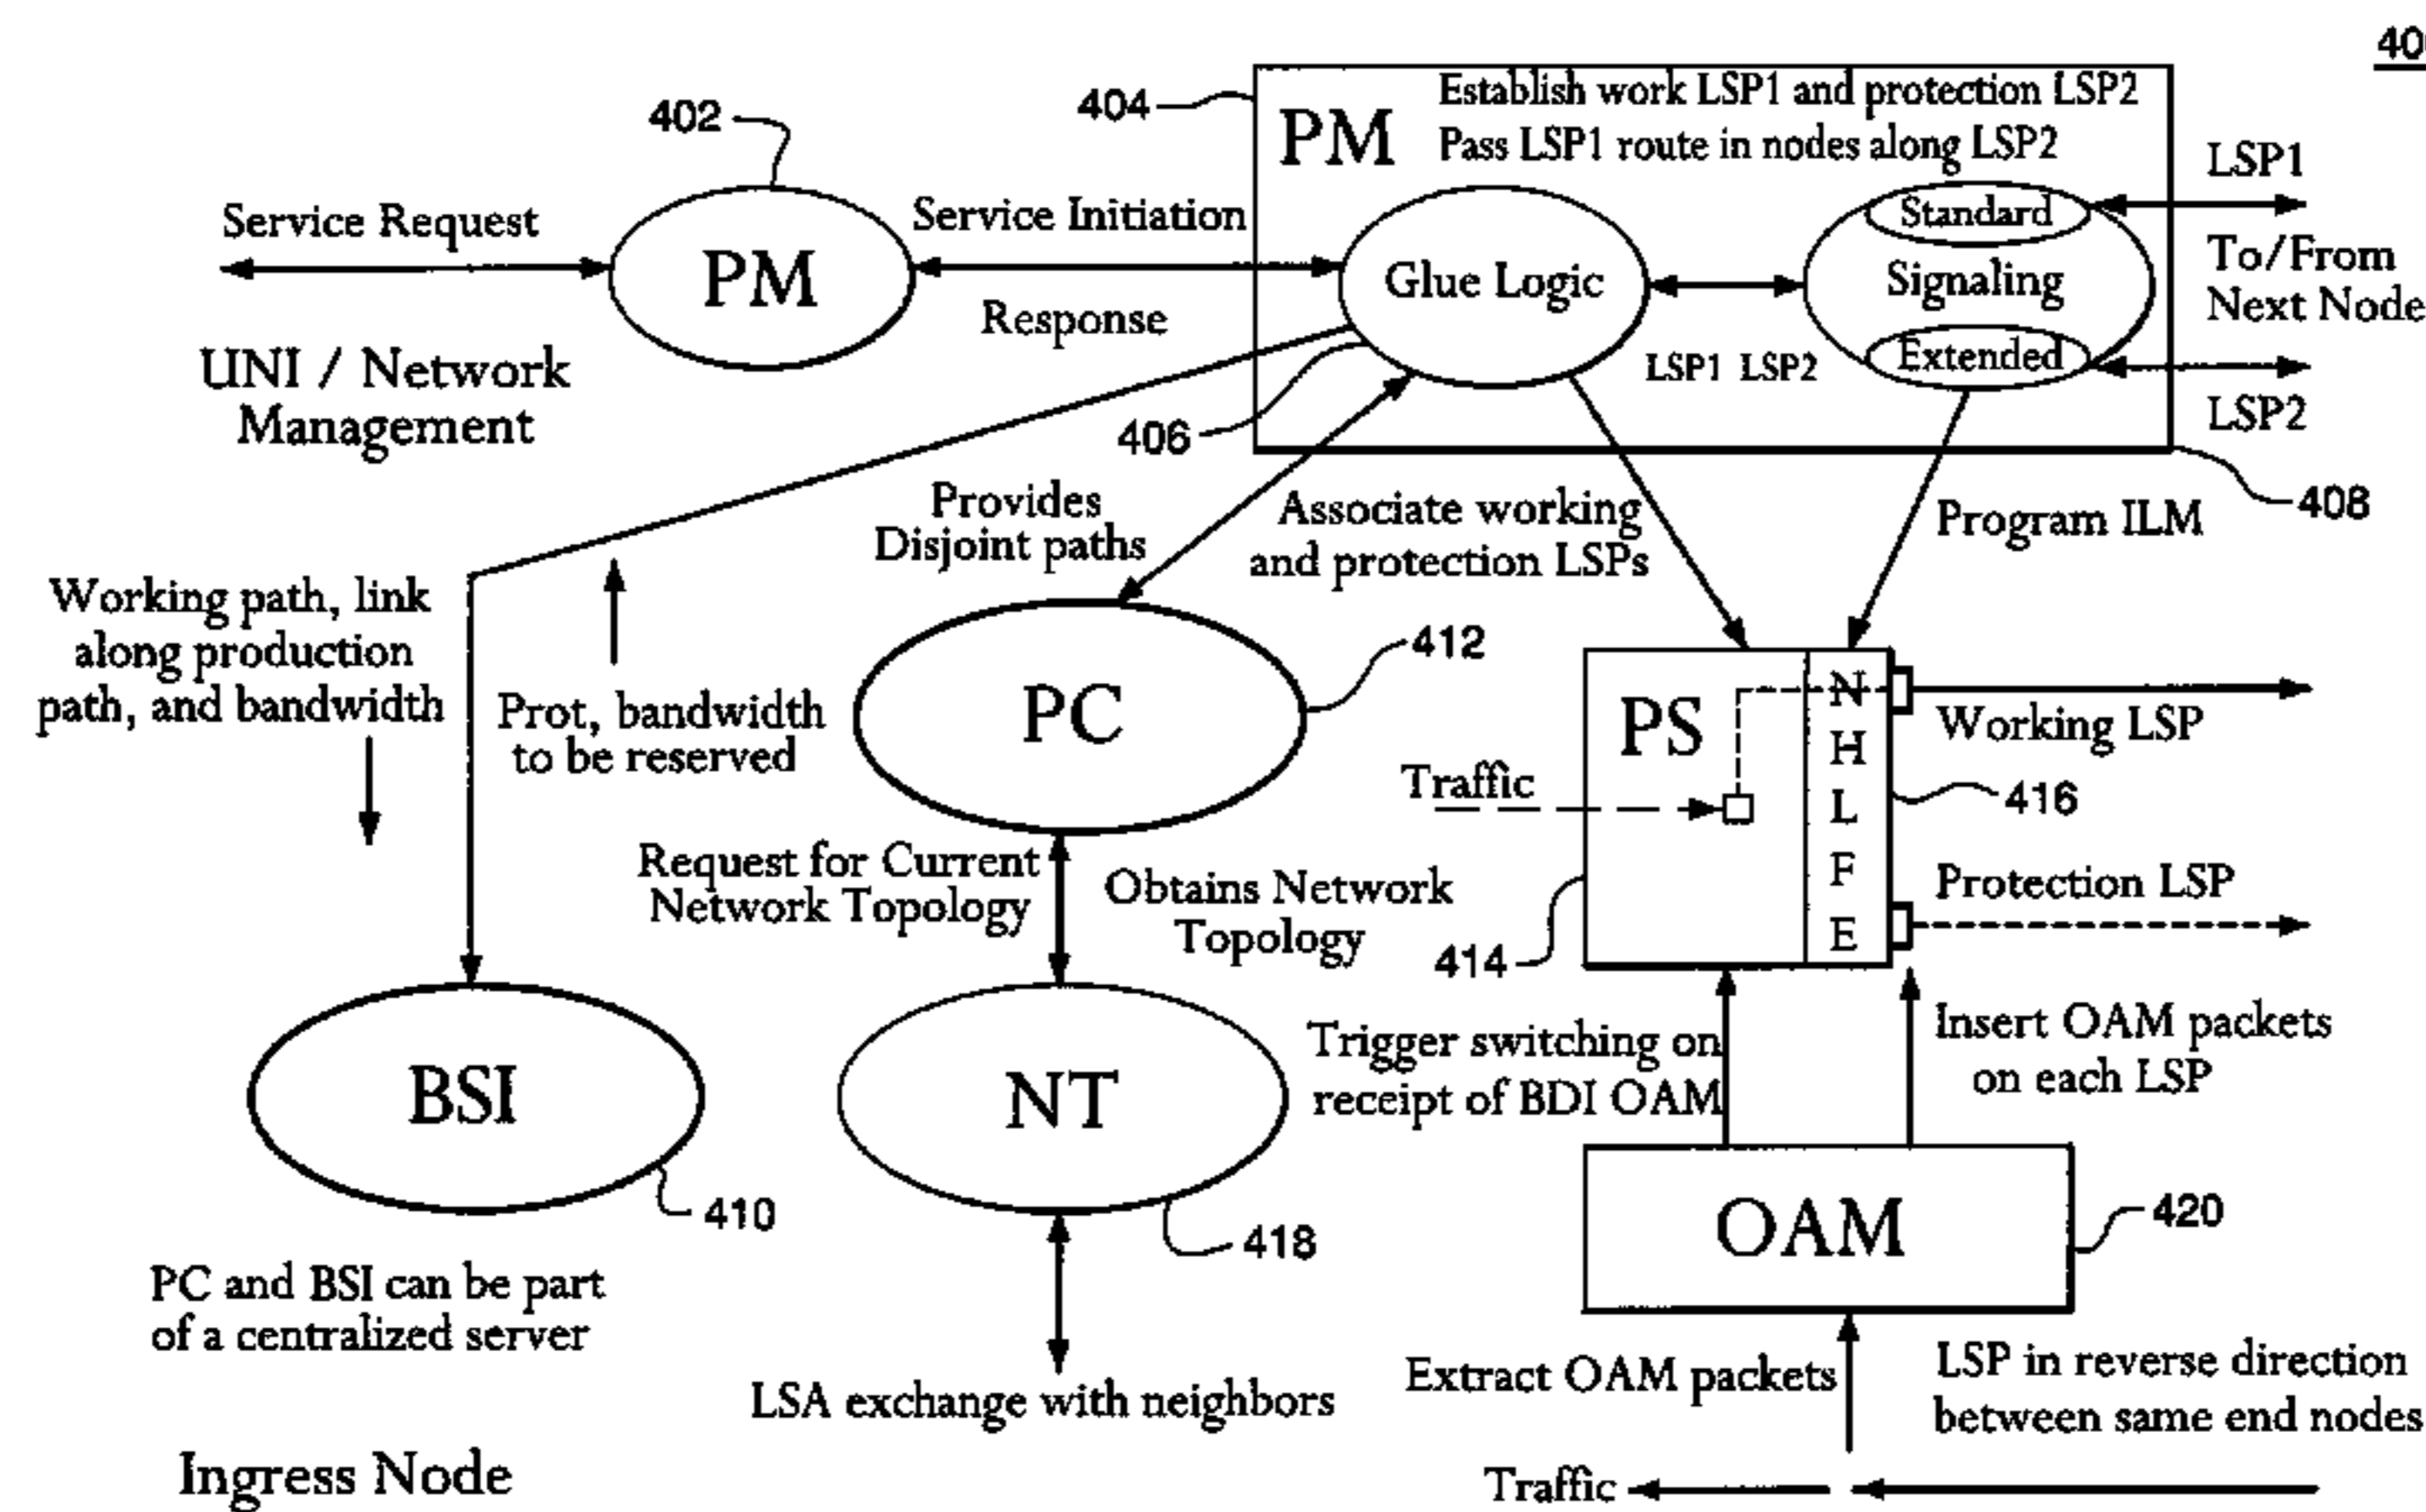 400
402
404
PM
Establish work LSP1 and protection LSP2
Pass LSP1 route in nodes along LSP2
LSP1
Service Request
PM
Service Initiation
Response
Glue Logic
Standard
Signaling
Extended
To/From
Next Node
LSP1 LSP2
LSP2
UNI / Network
Management
406
408
Provides
Disjoint paths
Associate working
and protection LSPs
Program ILM
Working path, link
along production
path, and bandwidth
Prot, bandwidth
to be reserved
PC
412
PS
N
H
L
F
E
Working LSP
Traffic
416
Request for Current
Network Topology
Obtains Network
Topology
Protection LSP
414
BSI
410
NT
418
Trigger switching on
receipt of BDI OAM
Insert OAM packets
on each LSP
OAM
420
PC and BSI can be part
of a centralized server
LSA exchange with neighbors
Extract OAM packets
LSP in reverse direction
between same end nodes
Ingress Node
Traffic